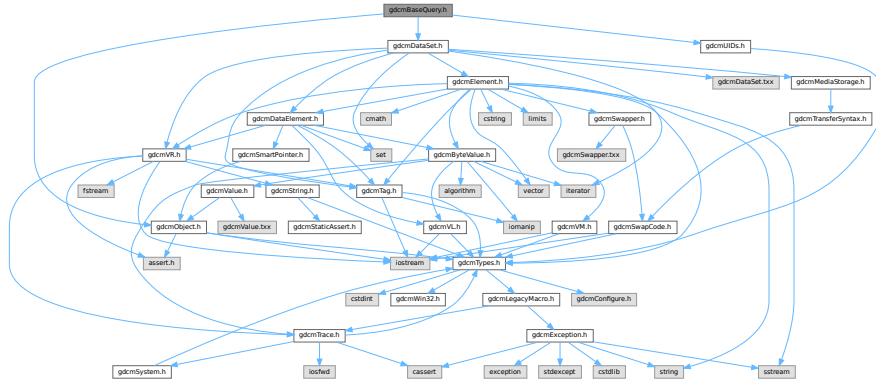 gdcmBaseQuery.h
gdcmDataSet.h
gdcmUIDs.h
gdcmElement.h
gdcmDataSet.txx
gdcmMediaStorage.h
gdcmDataElement.h
cmath
cstring
limits
gdcmSwapper.h
gdcmTransferSyntax.h
gdcmVR.h
gdcmSmartPointer.h
set
gdcmByteValue.h
gdcmSwapper.txx
fstream
gdcmValue.h
gdcmString.h
gdcmTag.h
algorithm
vector
iterator
gdcmObject.h
gdcmValue.txx
gdcmStaticAssert.h
gdcmVL.h
iomanip
gdcmVM.h
gdcmSwapCode.h
assert.h
iostream
gdcmTypes.h
cstdint
gdcmWin32.h
gdcmLegacyMacro.h
gdcmConfigure.h
gdcmTrace.h
gdcmException.h
gdcmSystem.h
iosfwd
cassert
exception
stdexcept
cstdlib
string
sstream